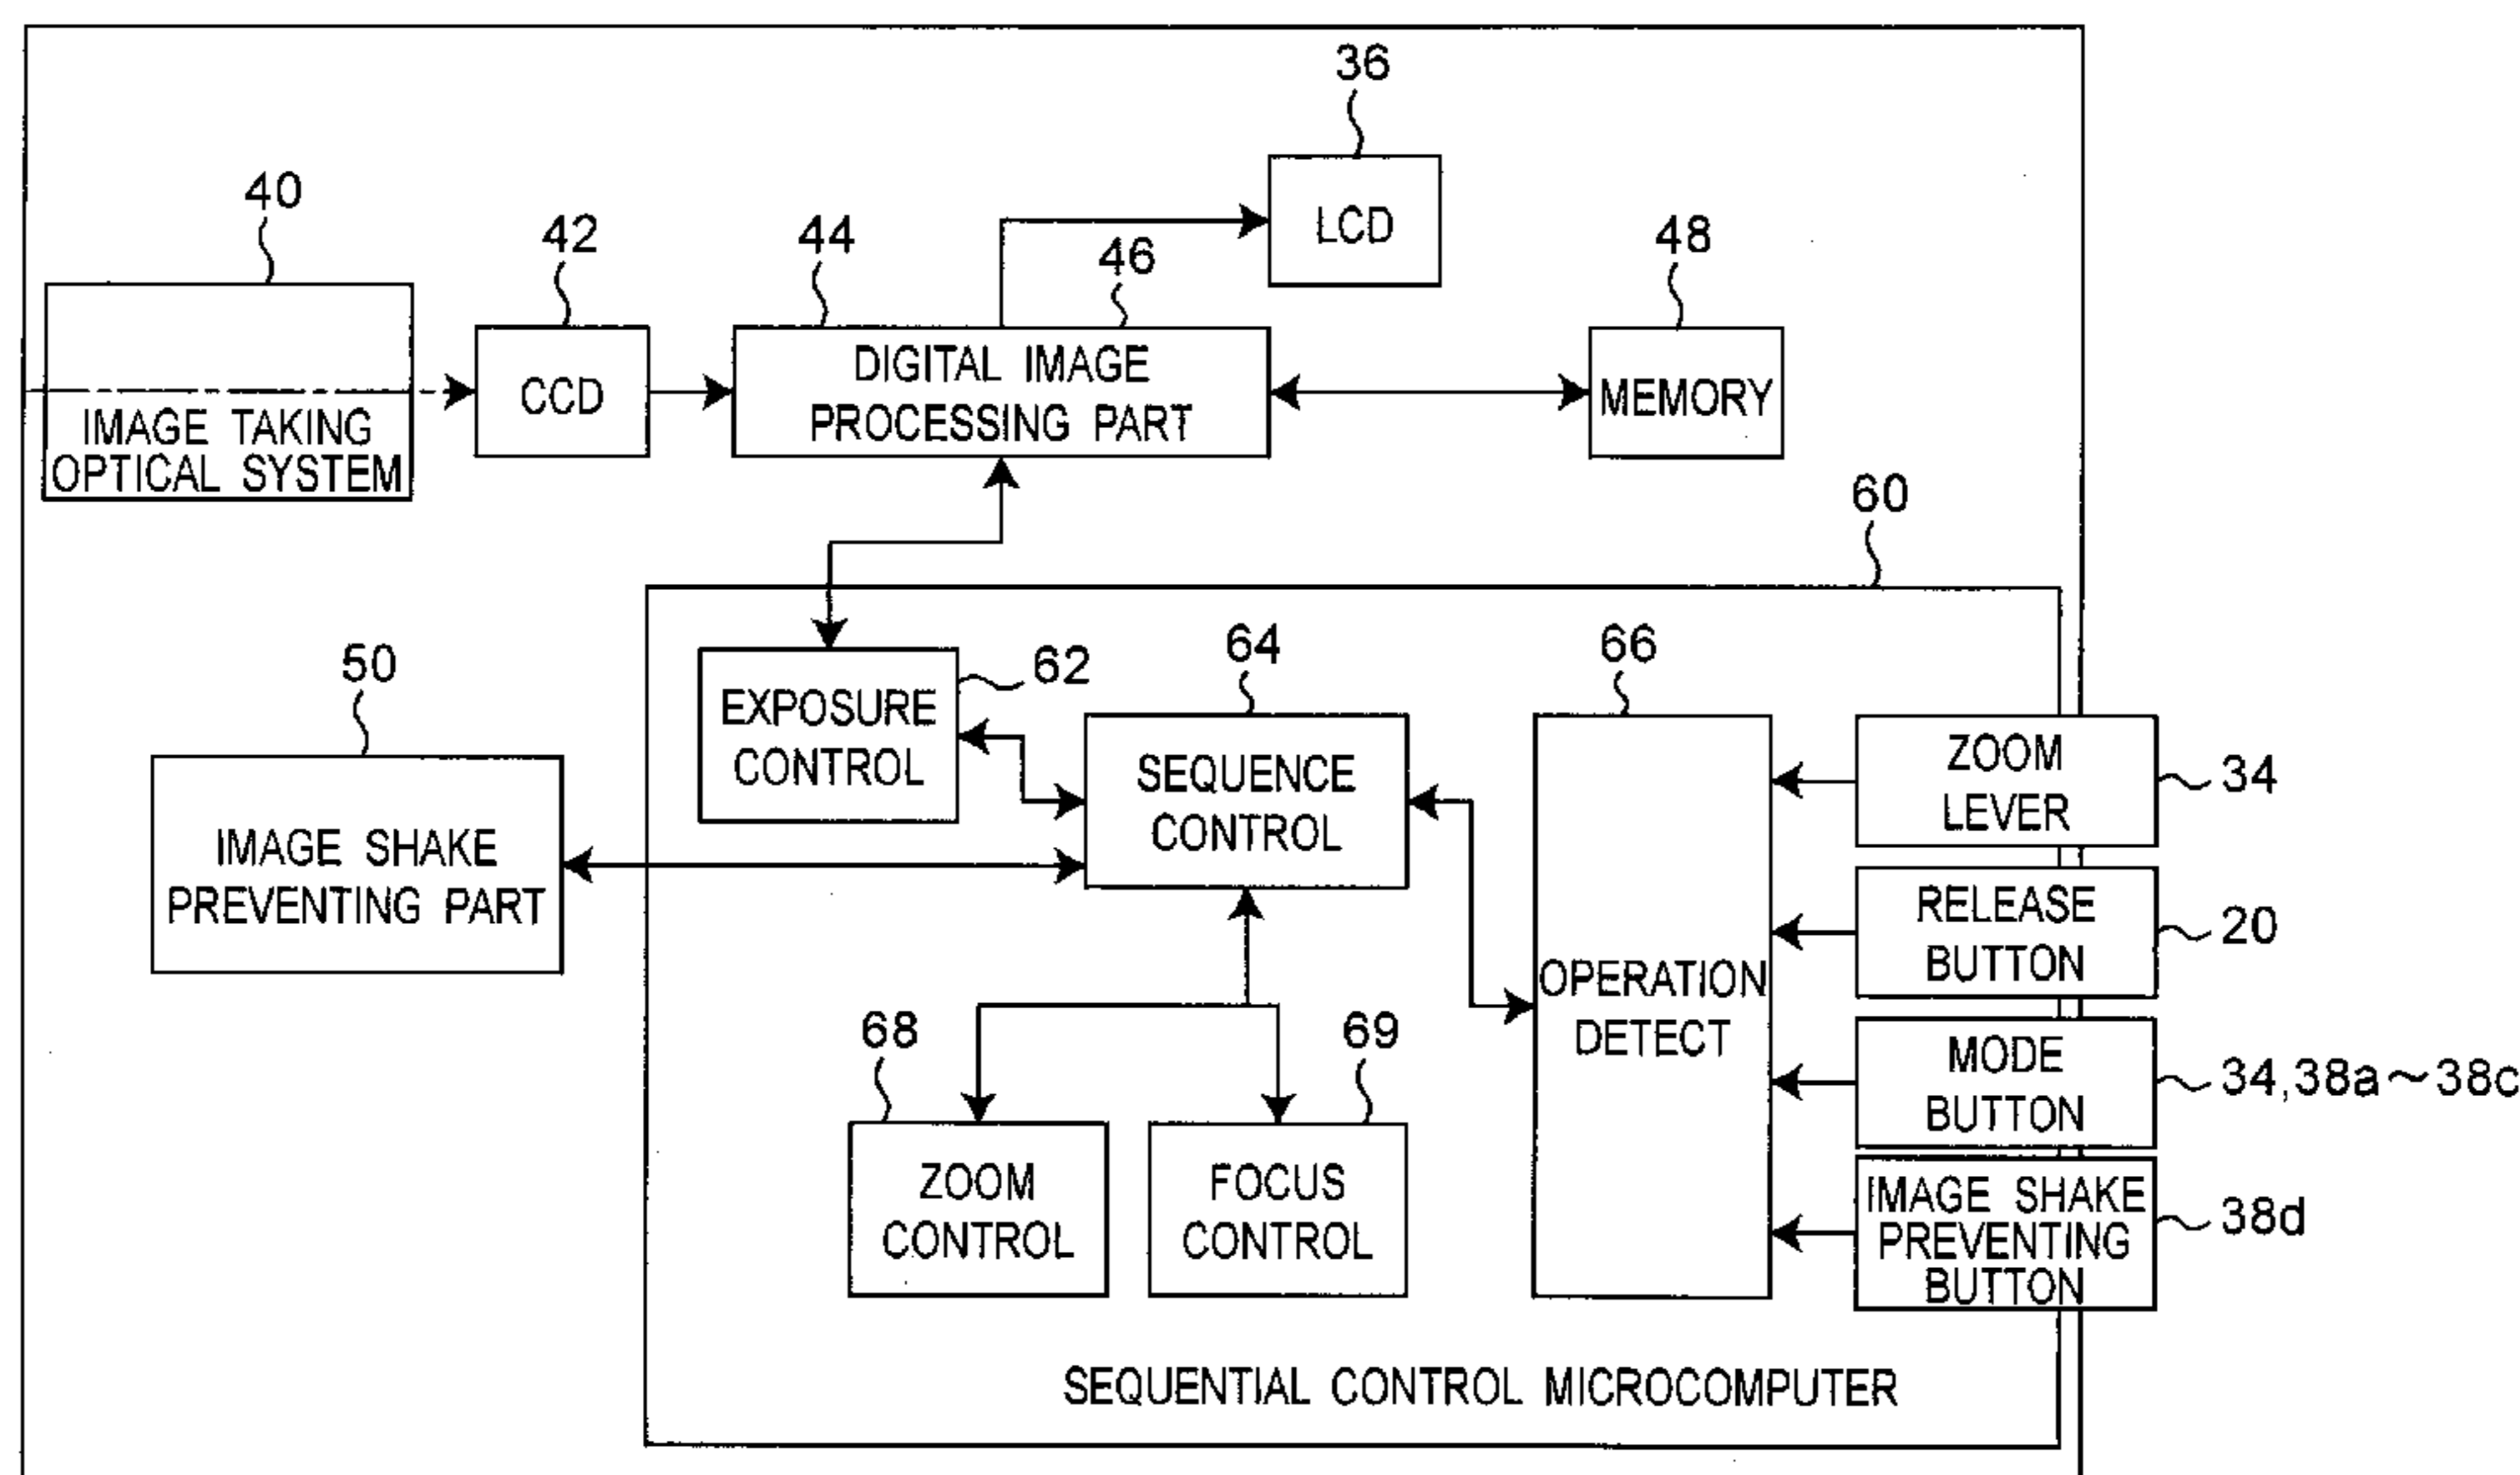 36
40
42
44
46
48
LCD
IMAGE TAKING
OPTICAL SYSTEM
CCD
DIGITAL IMAGE
PROCESSING PART
MEMORY
60
50
62
64
66
EXPOSURE
CONTROL
SEQUENCE
CONTROL
IMAGE SHAKE
PREVENTING PART
OPERATION
DETECT
ZOOM
LEVER
34
RELEASE
BUTTON
20
MODE
BUTTON
34,38a~38c
IMAGE SHAKE
PREVENTING
BUTTON
38d
68
69
ZOOM
CONTROL
FOCUS
CONTROL
SEQUENTIAL CONTROL MICROCOMPUTER